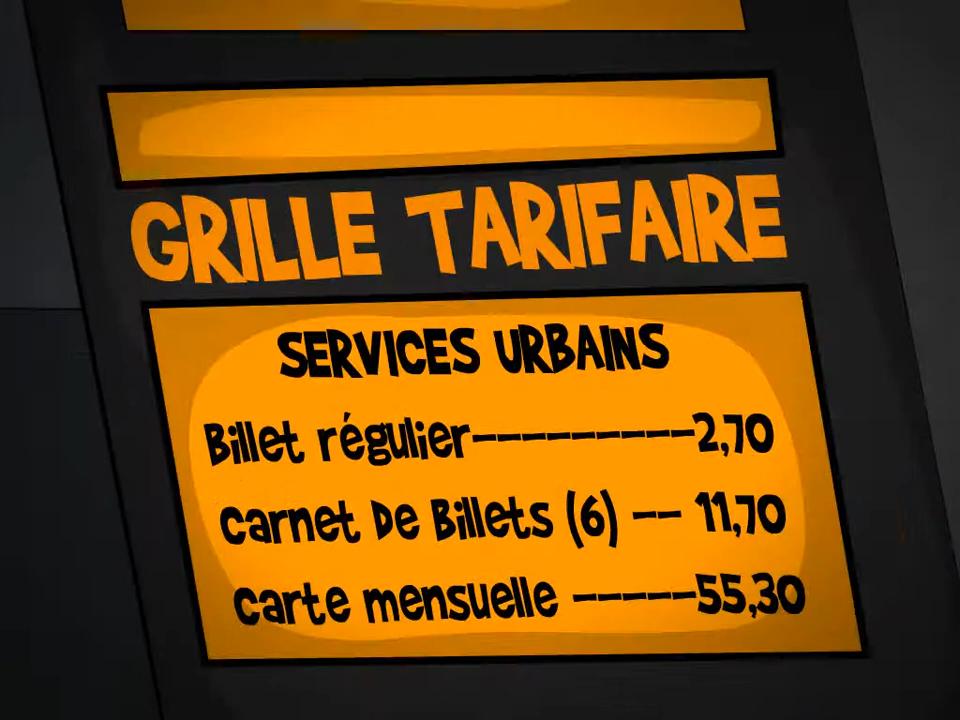 GRILLE TARIFAIRE
SERVICES URBAINS
Billet régulier----------2,70
carnet De Billets (6) -- 11,70
carte mensuelle -----55,30